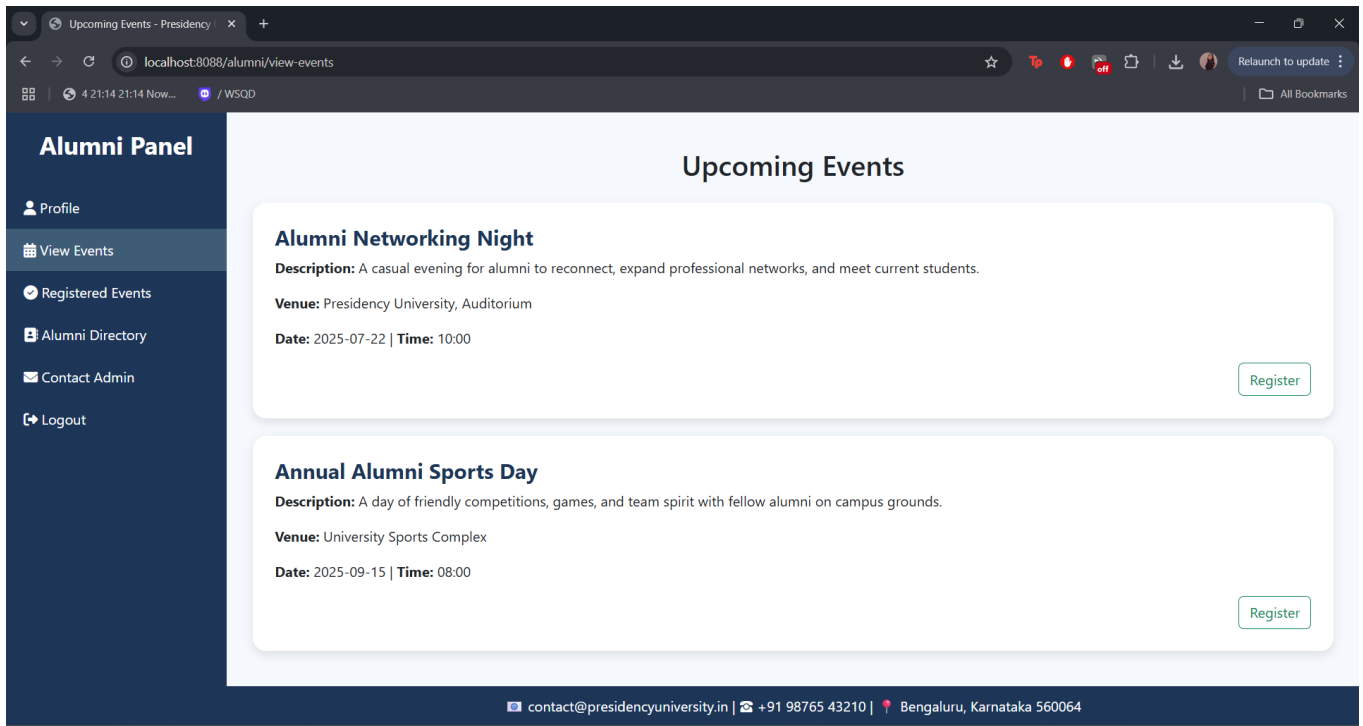 Upcoming Events - Presidency
localhost:8088/alumni/view-events
Tp
off
Relaunch to update
4 21:14 21:14 Now...
/ WSQD
All Bookmarks
Alumni Panel
Profile
View Events
Registered Events
Alumni Directory
Contact Admin
Logout
Upcoming Events
Alumni Networking Night
Description: A casual evening for alumni to reconnect, expand professional networks, and meet current students.
Venue: Presidency University, Auditorium
Date: 2025-07-22 | Time: 10:00
Register
Annual Alumni Sports Day
Description: A day of friendly competitions, games, and team spirit with fellow alumni on campus grounds.
Venue: University Sports Complex
Date: 2025-09-15 | Time: 08:00
Register
contact@presidencyuniversity.in | ☎ +91 98765 43210 | 📍 Bengaluru, Karnataka 560064